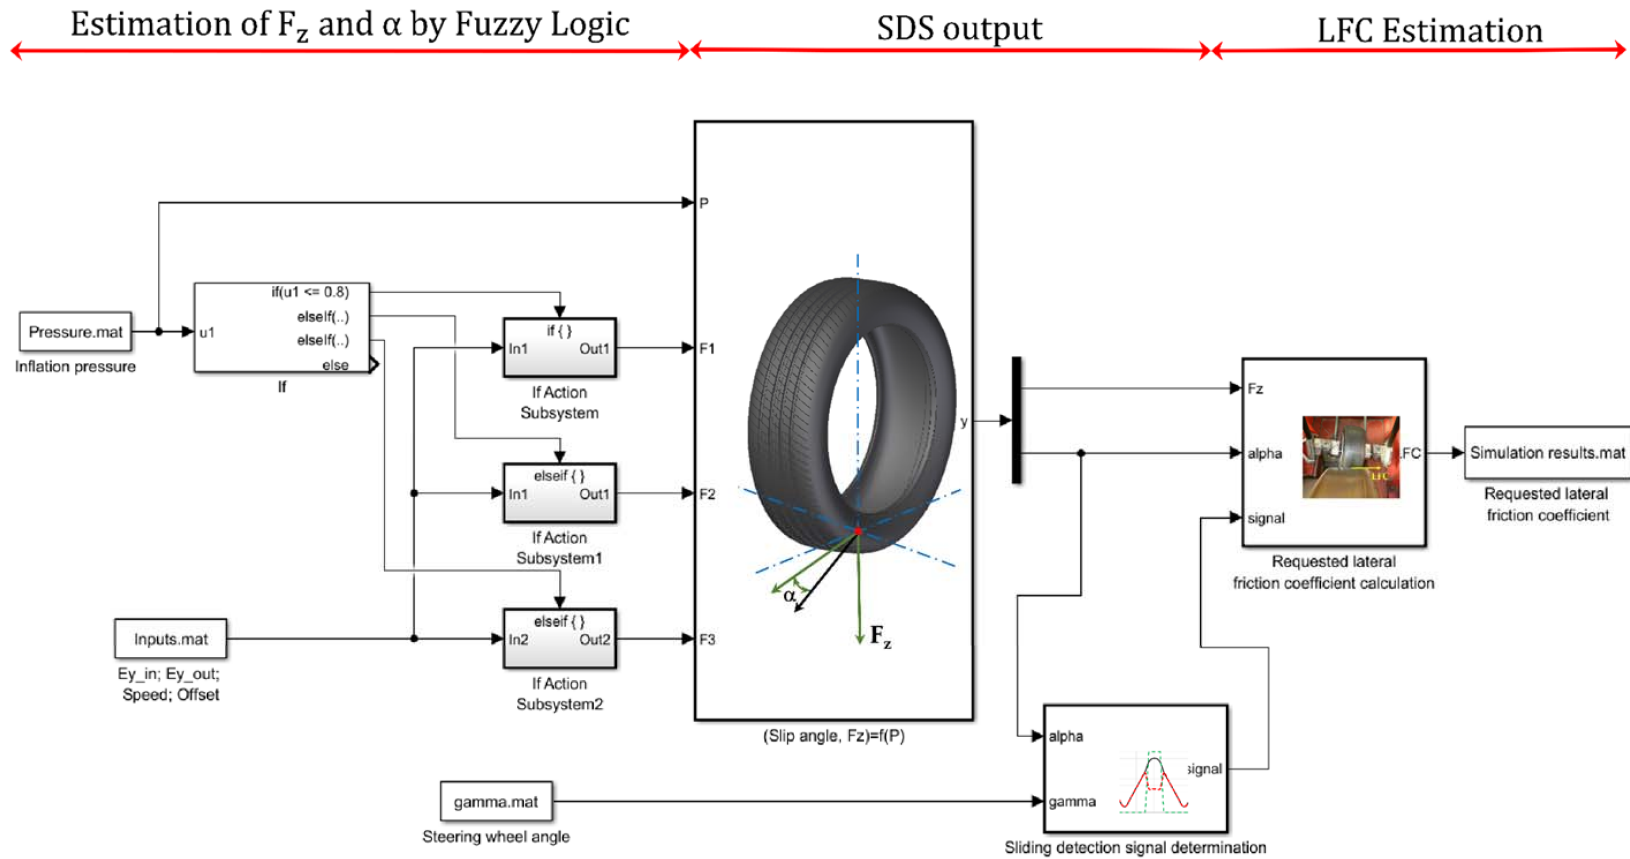 Estimation of Fz and α by Fuzzy Logic
SDS output
LFC Estimation
Pressure.mat
Inflation pressure
u1
if(u1 <= 0.8)
elseif(..)
elseif(..)
else
If
if { }
In1
Out1
If Action
Subsystem
elseif { }
In1
Out1
If Action
Subsystem1
elseif { }
In2
Out2
If Action
Subsystem2
Inputs.mat
Ey_in; Ey_out;
Speed; Offset
P
F1
F2
F3
y
α
Fz
(Slip angle, Fz)=f(P)
gamma.mat
Steering wheel angle
alpha
gamma
signal
Sliding detection signal determination
Fz
alpha
signal
LFC
LFC
Requested lateral
friction coefficient calculation
Simulation results.mat
Requested lateral
friction coefficient